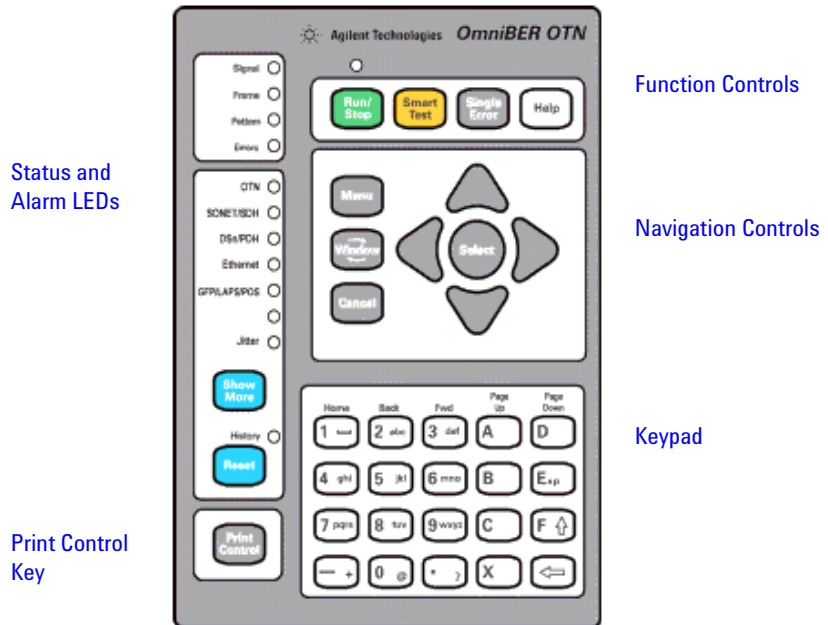 Agilent Technologies OmniBER OTN
Signal
Frame
Pattern
Errors
Run/
Stop
Smart
Test
Single
Error
Help
Function Controls
Status and
Alarm LEDs
OTN
SONET/SDH
DSn/PDH
Ethernet
GFP/LAPS/POS
Jitter
Show
More
History
Reset
Menu
Window
Cancel
Select
Navigation Controls
Home Back Fwd Page Up Page Down
1 2 abc 3 def A D
4 ghi 5 jkl 6 mno B Exp
7 pqrs 8 tuv 9 wxyz C F
— + 0 @ . ? X
Keypad
Print Control
Key
Print
Control